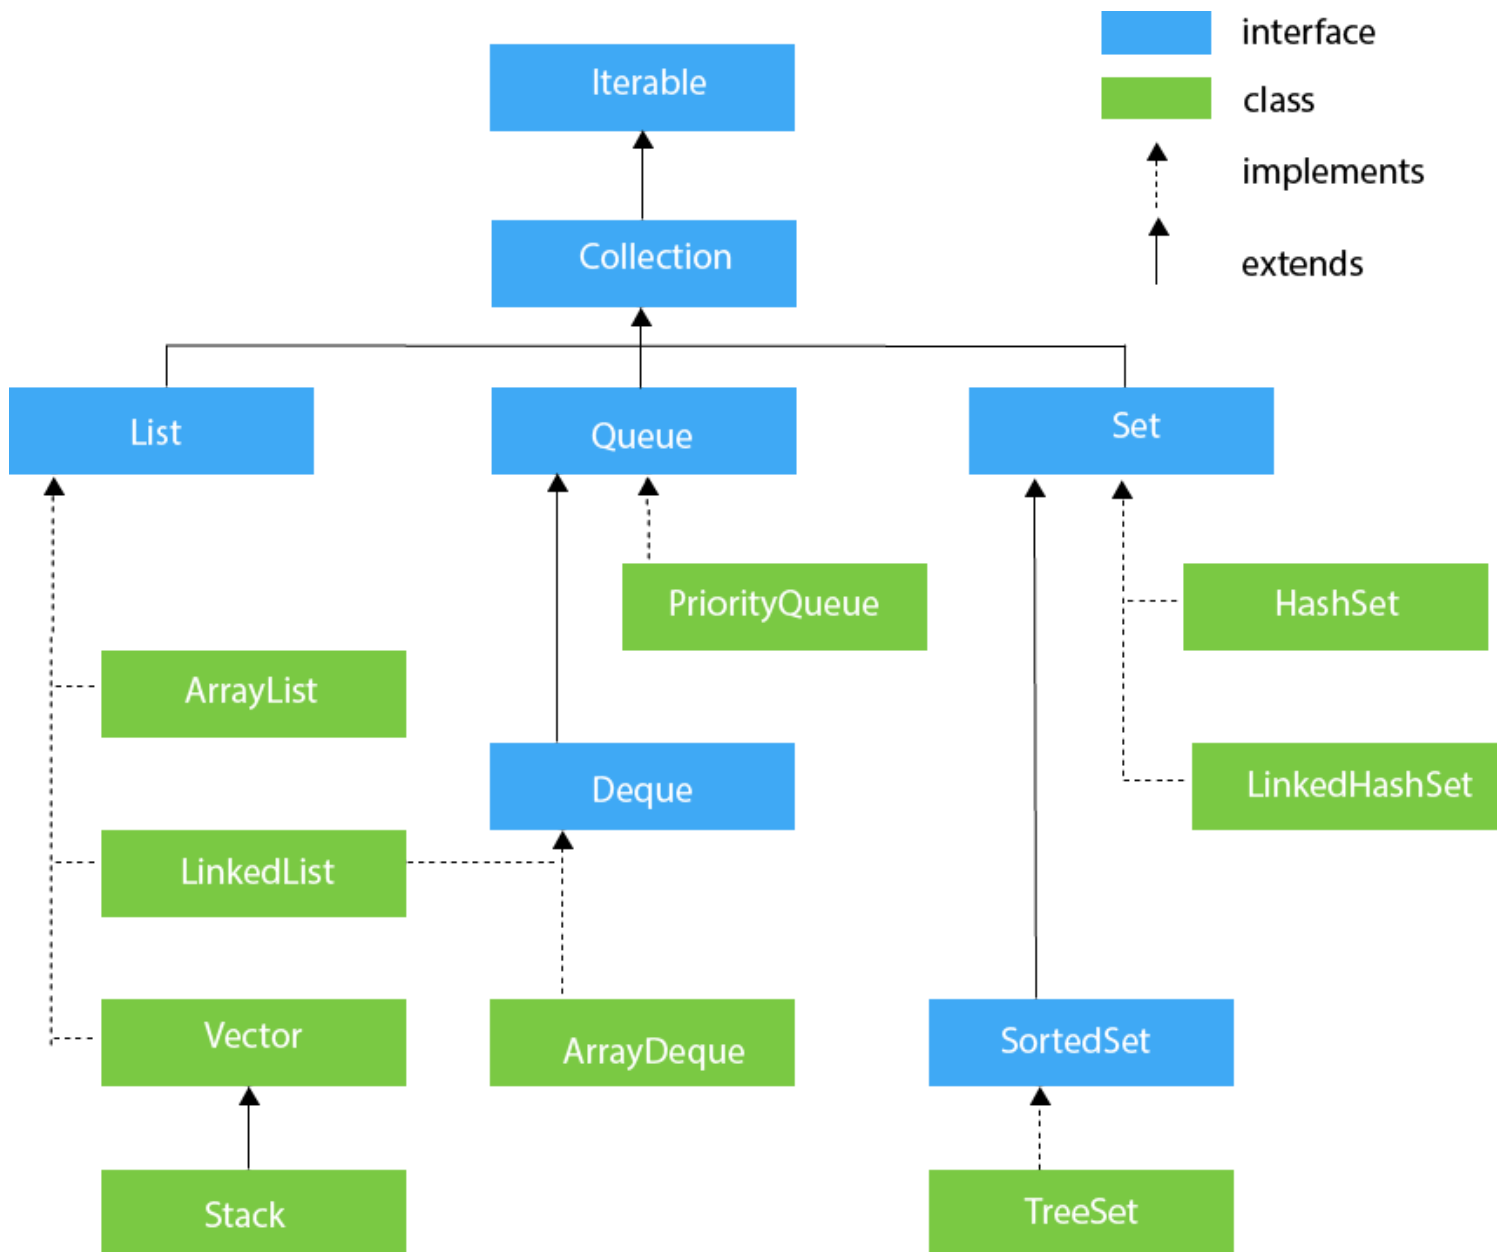 interface
Iterable
class
implements
Collection
extends
List
Queue
Set
PriorityQueue
HashSet
ArrayList
Deque
LinkedHashSet
LinkedList
Vector
ArrayDeque
SortedSet
Stack
TreeSet